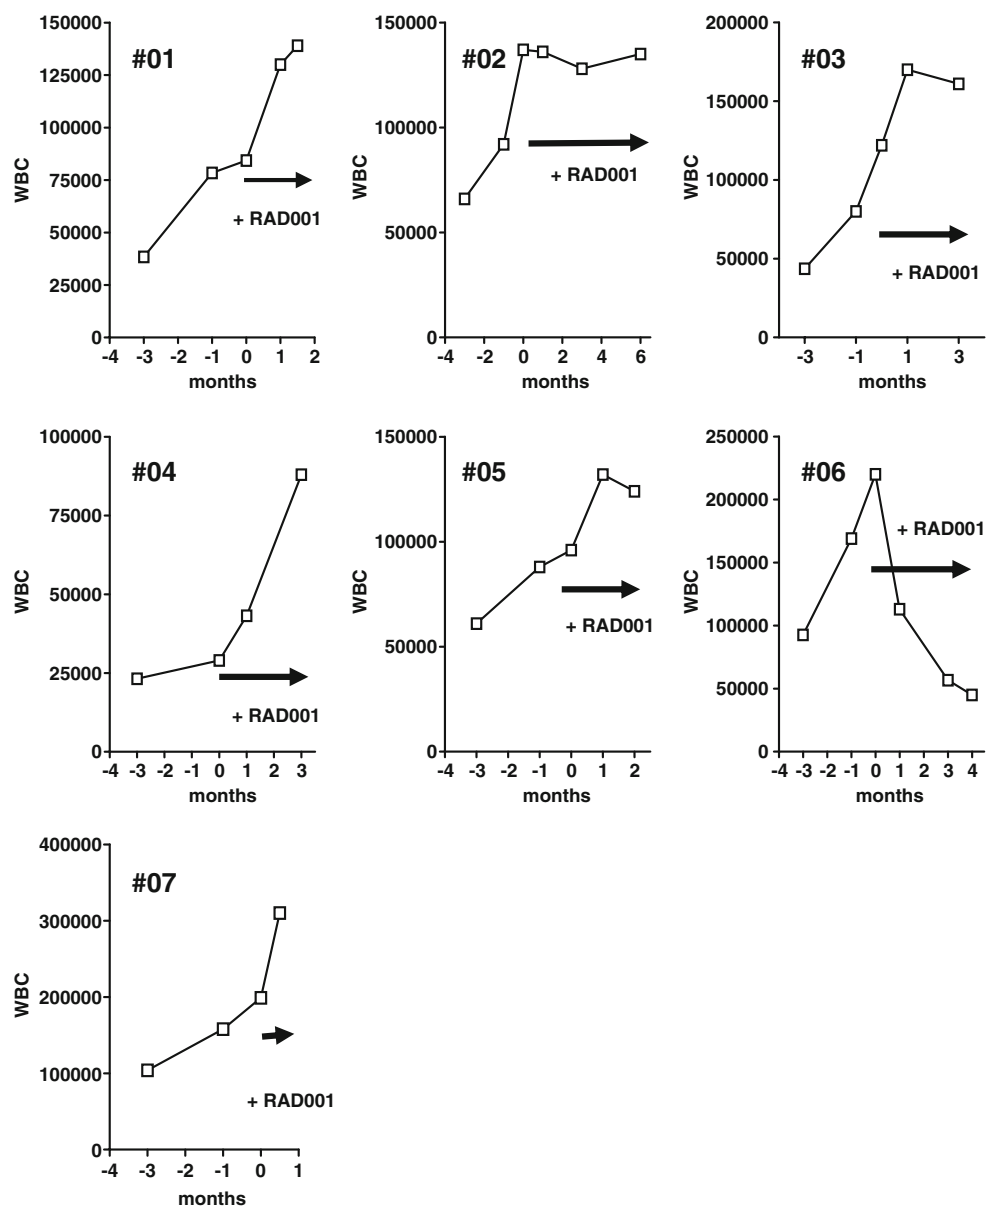 #01
WBC
150000
125000
100000
75000
50000
25000
0
+ RAD001
-4 -3 -2 -1 0 1 2
months
#02
WBC
150000
100000
50000
0
+ RAD001
-4 -2 0 2 4 6
months
#03
WBC
200000
150000
100000
50000
0
+ RAD001
-3 -1 1 3
months
#04
WBC
100000
75000
50000
25000
0
+ RAD001
-4 -3 -2 -1 0 1 2 3
months
#05
WBC
150000
100000
50000
0
+ RAD001
-4 -3 -2 -1 0 1 2
months
#06
WBC
250000
200000
150000
100000
50000
0
+ RAD001
-4 -3 -2 -1 0 1 2 3 4
months
#07
WBC
400000
300000
200000
100000
0
+ RAD001
-4 -3 -2 -1 0 1
months